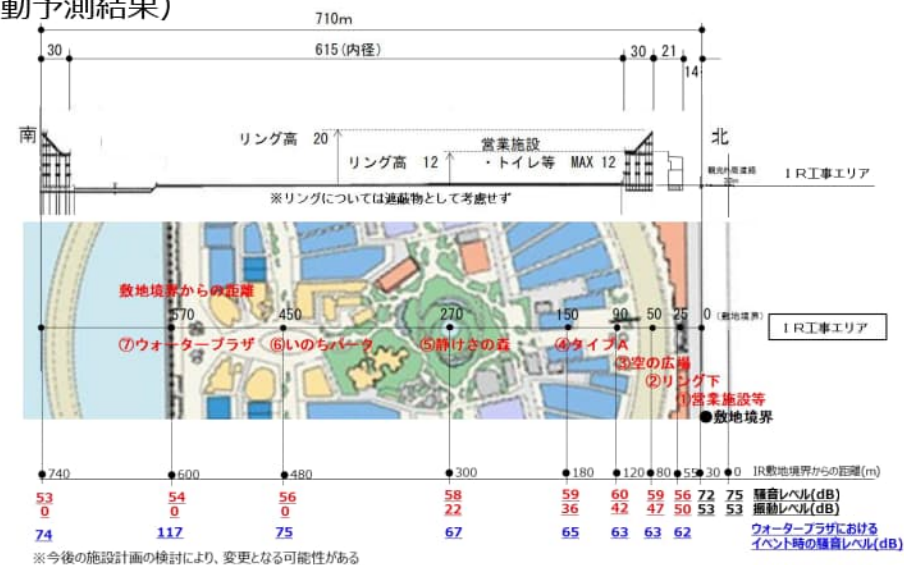 動予測結果)
710m
30 615(内径) 30 21
14
南 北
リング高 20
営業施設
リング高 12 ・トイレ等 MAX 12
IR工事エリア
※リングについては遮蔽物として考慮せず
敷地境界からの距離
570 450 270 150 90 50 25 0 (敷地境界)
IR工事エリア
⑦ウォータープラザ ⑥いのちパーク ⑤静けさの森 ④タイプA
③空の広場
②リング下
①営業施設等
●敷地境界
740 600 480 300 180 120 80 55 30 0 IR敷地境界からの距離(m)
53 54 56 58 59 60 59 56 72 75 騒音レベル(dB)
0 0 0 22 36 42 47 50 53 53 振動レベル(dB)
74 117 75 67 65 63 63 62 ウォータープラザにおける
イベント時の騒音レベル(dB)
※今後の施設計画の検討により、変更となる可能性がある